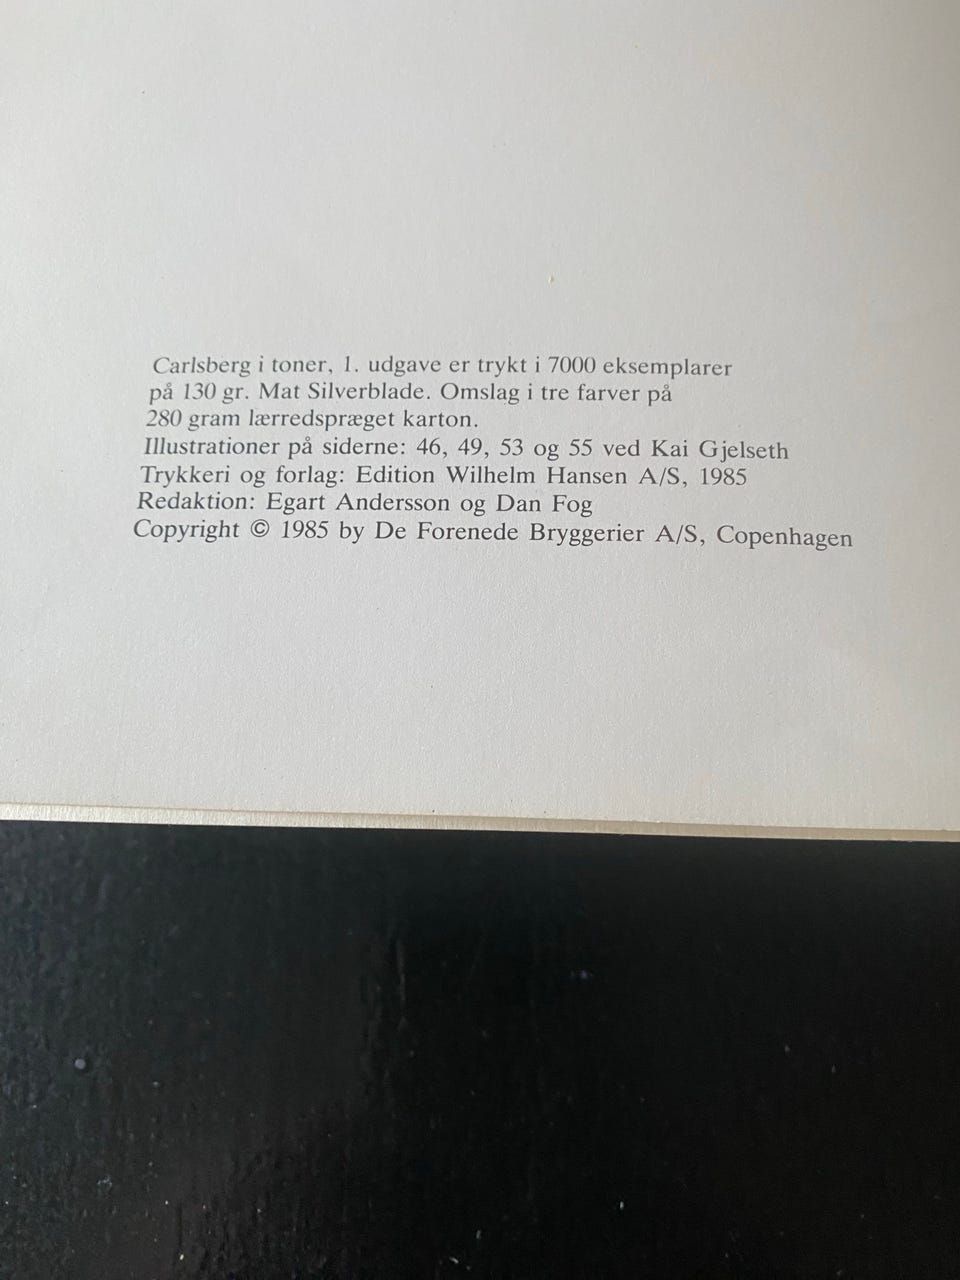 Carlsberg i toner, 1. udgave er trykt i 7000 eksemplarer
på 130 gr. Mat Silverblade. Omslag i tre farver på
280 gram lærredspræget karton.
Illustrationer på siderne: 46, 49, 53 og 55 ved Kai Gjelseth
Trykkeri og forlag: Edition Wilhelm Hansen A/S, 1985
Redaktion: Egart Andersson og Dan Fog
Copyright © 1985 by De Forenede Bryggerier A/S, Copenhagen